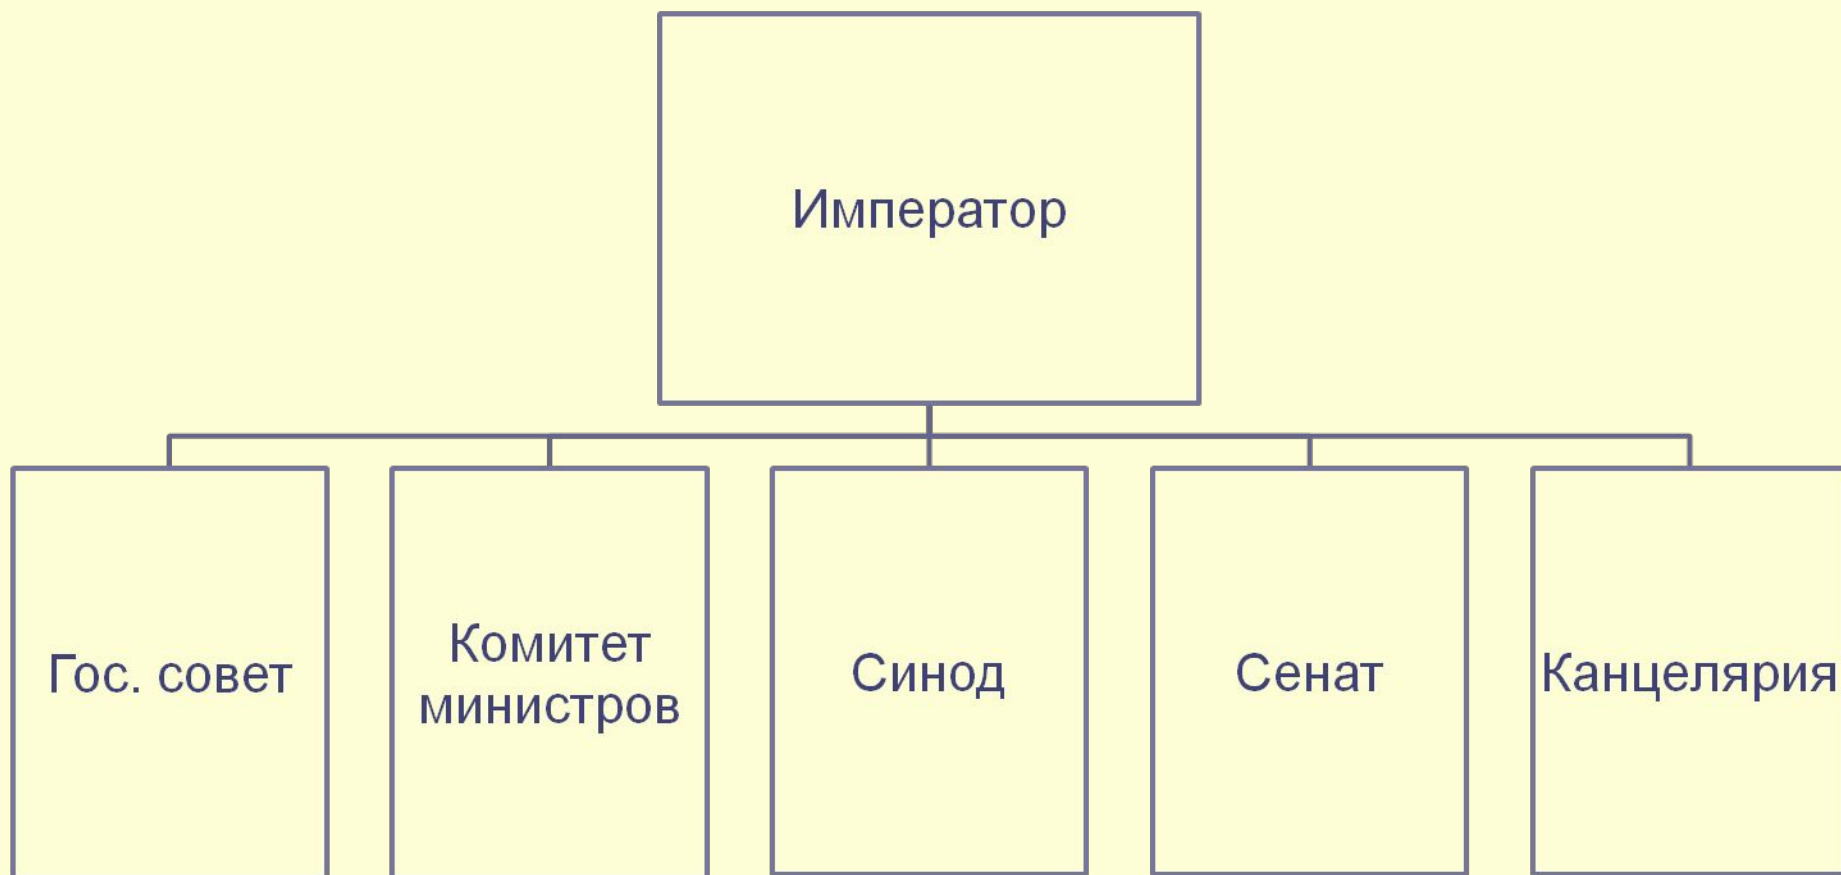 Император
Гос. совет
Комитет
министров
Синод
Сенат
Канцелярия